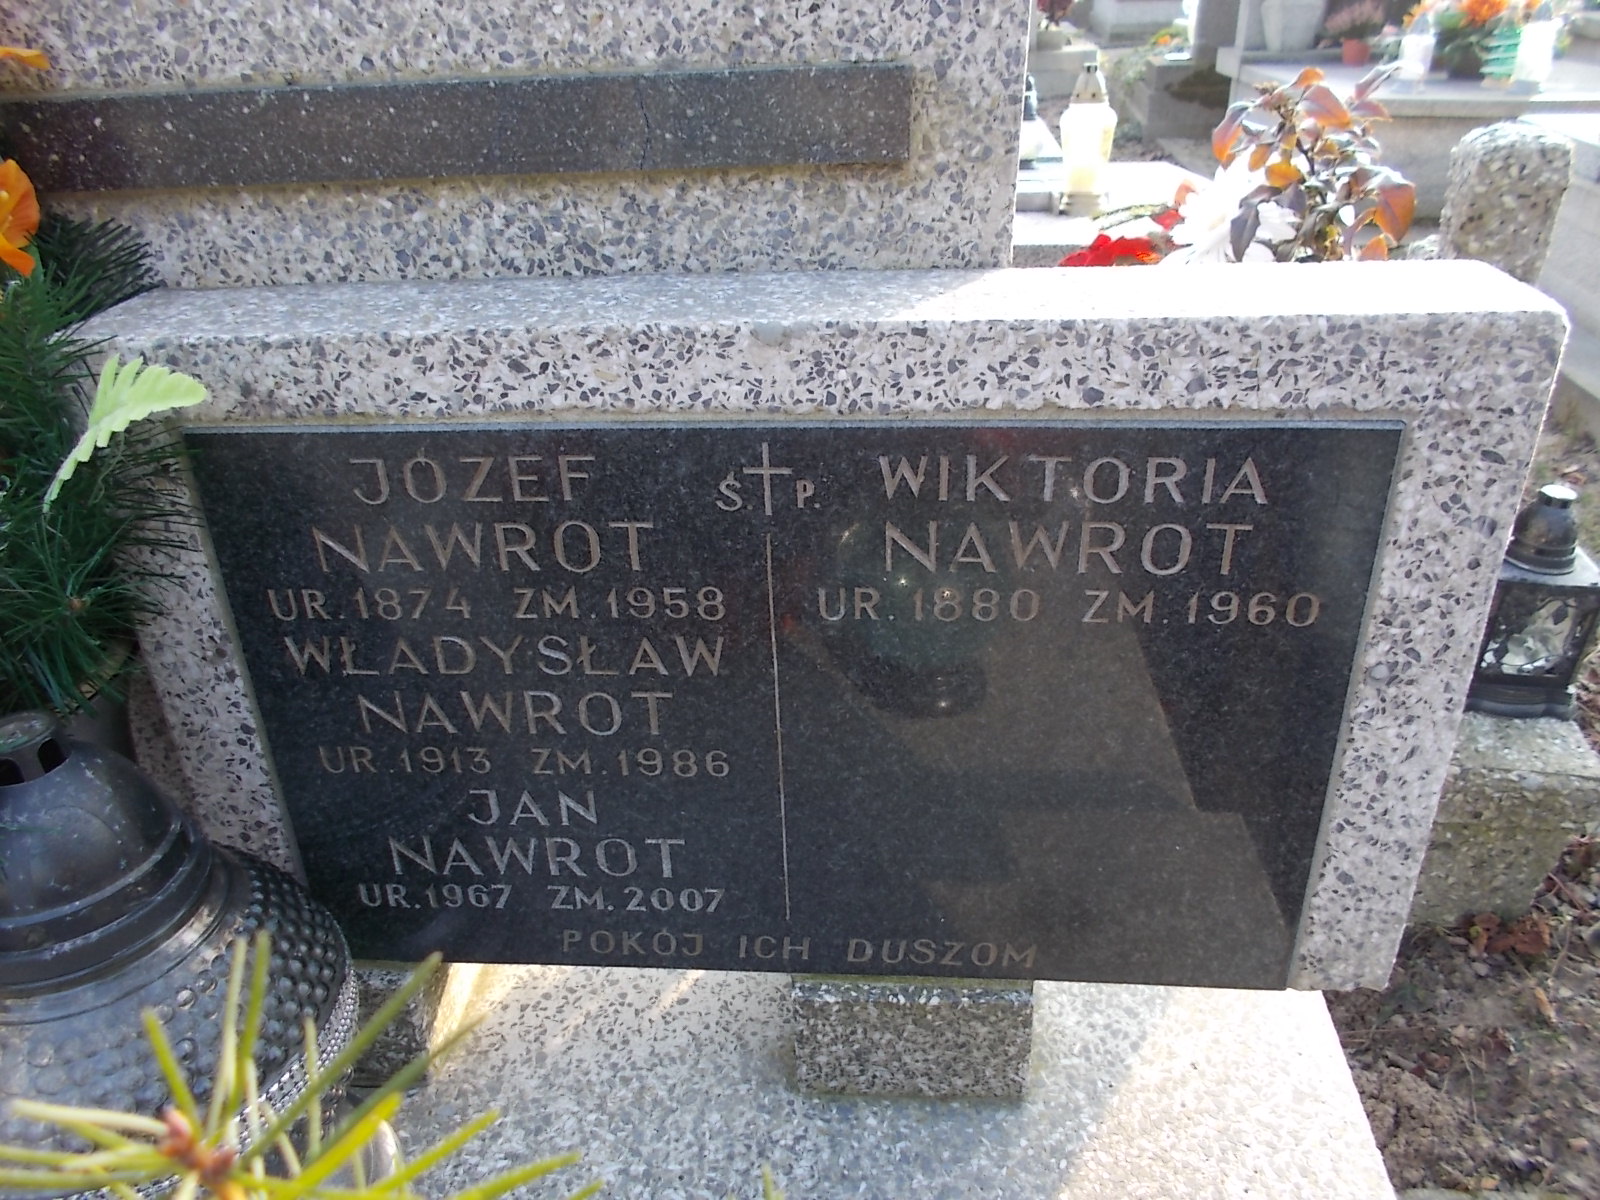 Ś. P.
JÓZEF
NAWROT
UR. 1874 ZM. 1958
WŁADYSŁAW
NAWROT
UR. 1913 ZM. 1986
JAN
NAWROT
UR. 1967 ZM. 2007
WIKTORIA
NAWROT
UR. 1880 ZM. 1960
POKÓJ ICH DUSZOM